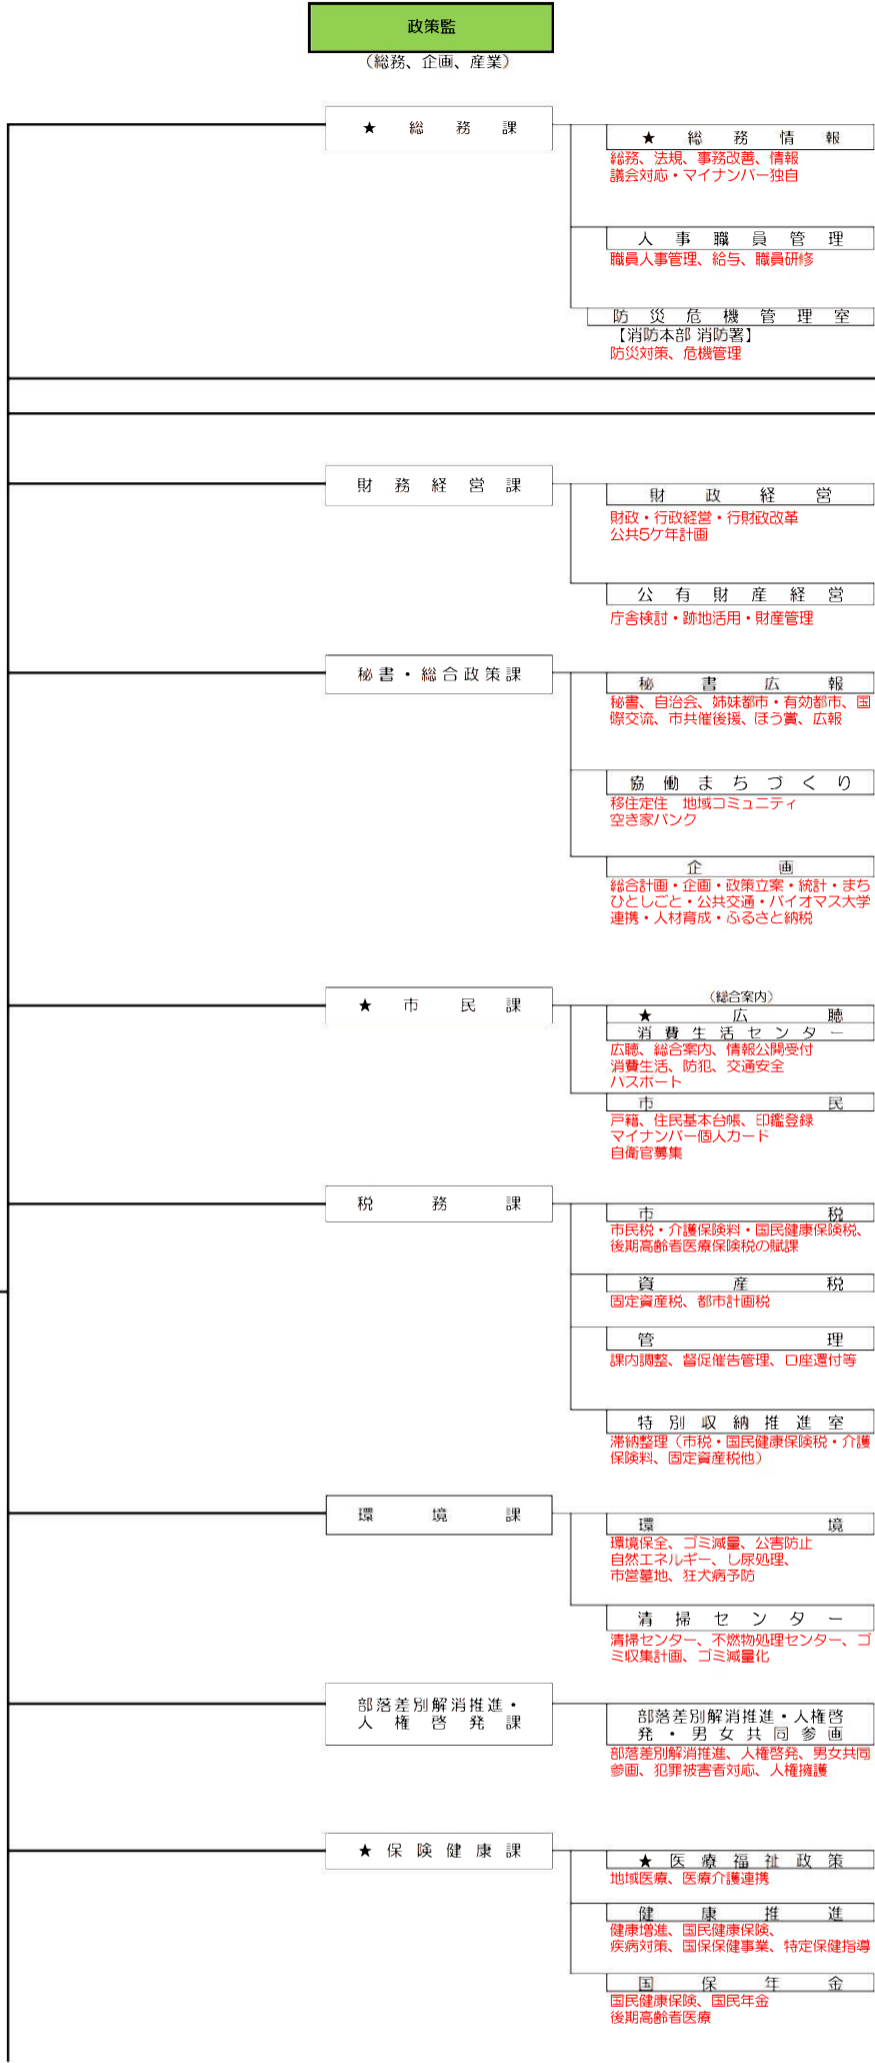 政策監
（総務、企画、産業）
★ 総務課
★ 総務情報
総務、法規、事務改善、情報
議会対応・マイナンバー独自
人事職員管理
職員人事管理、給与、職員研修
防災危機管理室
【消防本部 消防署】
防災対策、危機管理
財務経営課
財政経営
財政・行政経営・行財政改革
公共5ケ年計画
公有財産経営
庁舎検討・跡地活用・財産管理
秘書・総合政策課
秘書広報
秘書、自治会、姉妹都市・有効都市、国
際交流、市共催後援、ほう賞、広報
協働まちづくり
移住定住　地域コミュニティ
空き家バンク
企画
総合計画・企画・政策立案・統計・まち
ひとしごと・公共交通・バイオマス大学
連携・人材育成・ふるさと納税
★ 市民課
（総合案内）
★ 広聴
消費生活センター
広聴、総合案内、情報公開受付
消費生活、防犯、交通安全
パスポート
市民
戸籍、住民基本台帳、印鑑登録
マイナンバー個人カード
自衛官募集
税務課
市税
市民税・介護保険料・国民健康保険税、
後期高齢者医療保険税の賦課
資産税
固定資産税、都市計画税
管理
課内調整、督促催告管理、口座還付等
特別収納推進室
滞納整理（市税・国民健康保険税・介護
保険料、固定資産税他）
環境課
環境
環境保全、ゴミ減量、公害防止
自然エネルギー、し尿処理、
市営墓地、狂犬病予防
清掃センター
清掃センター、不燃物処理センター、ゴ
ミ収集計画、ゴミ減量化
部落差別解消推進・
人権啓発課
部落差別解消推進・人権啓
発・男女共同参画
部落差別解消推進、人権啓発、男女共同
参画、犯罪被害者対応、人権擁護
★ 保険健康課
★ 医療福祉政策
地域医療、医療介護連携
健康推進
健康増進、国民健康保険、
疾病対策、国保保健事業、特定保健指導
国保年金
国民健康保険、国民年金
後期高齢者医療